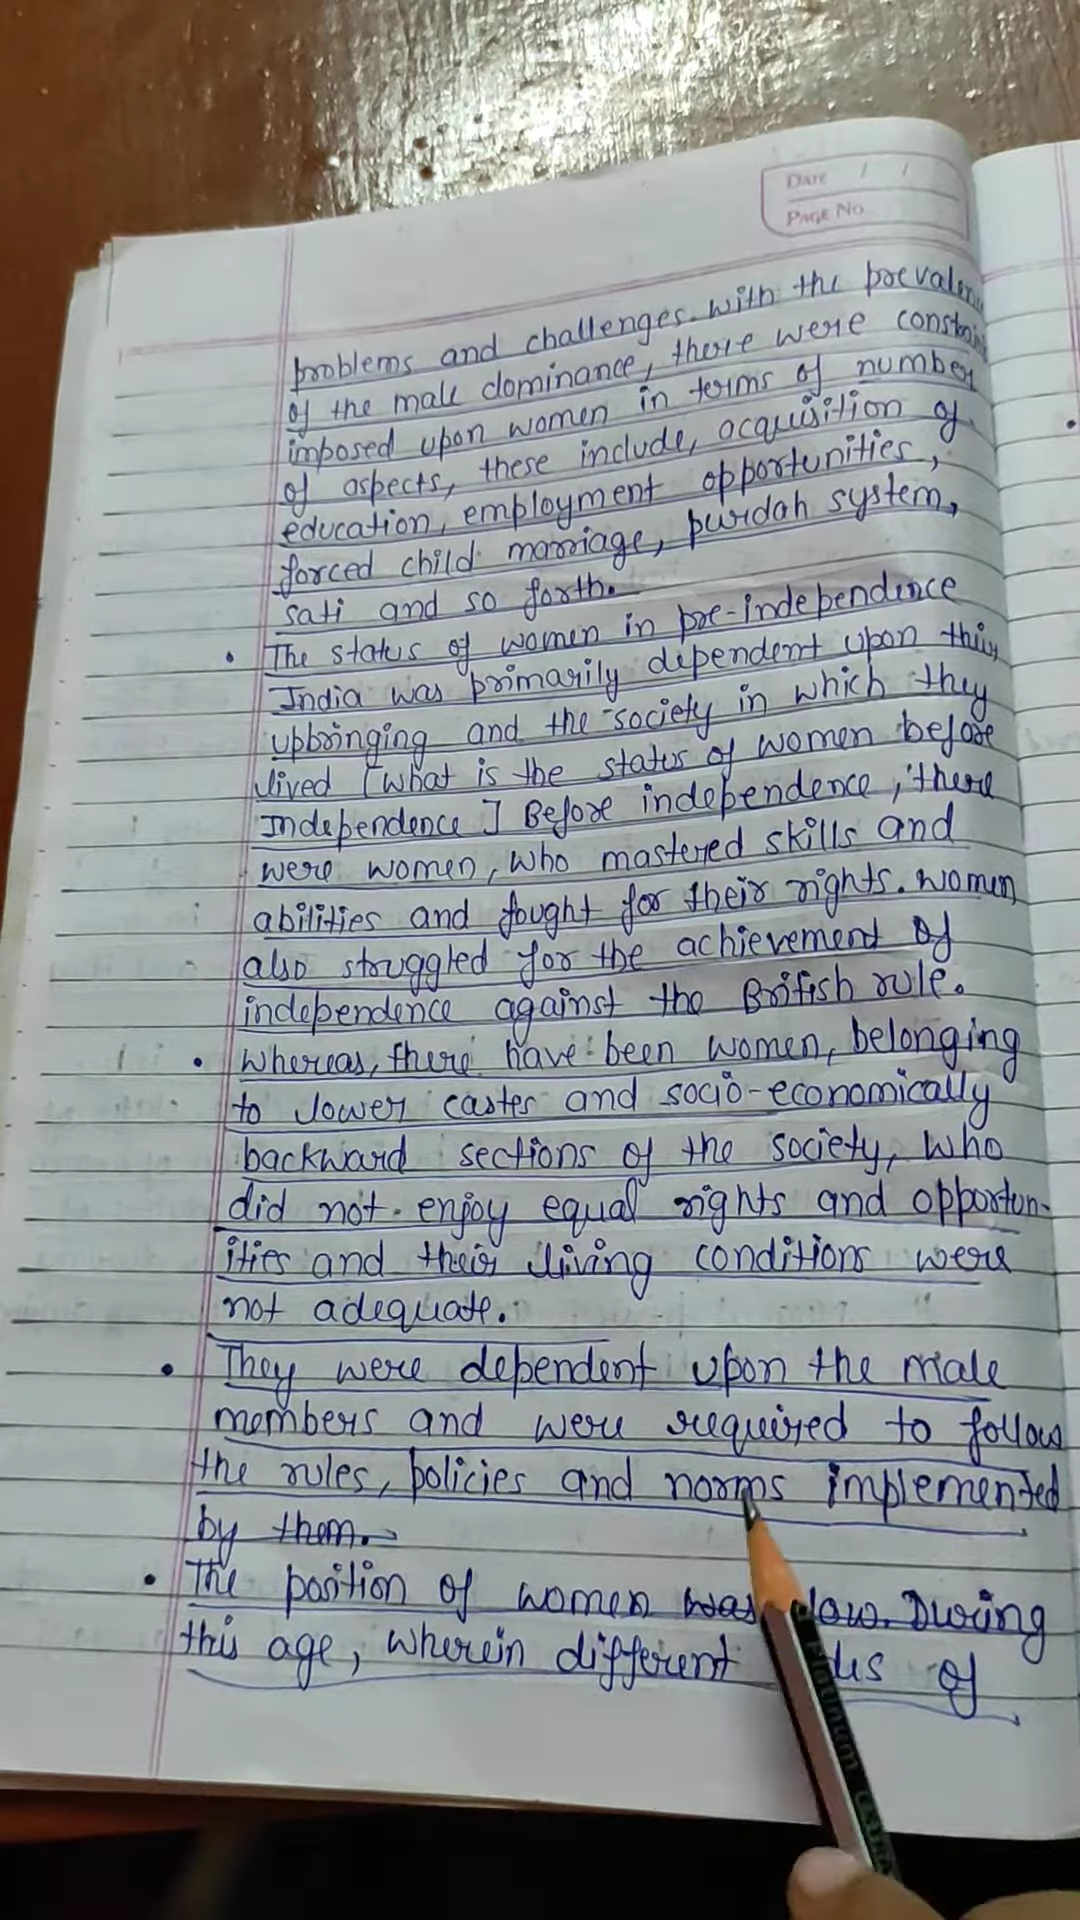 DATE / /
PAGE NO
problems and challenges. with the prevalen
of the male dominance, there were constrain
imposed upon women in terms of number
of aspects, these include, acquisition of
education, employment opportunities,
forced child marriage, purdah system,
sati and so forth.
• The status of women in pre-independence
India was primarily dependent upon their
upbringing and the society in which they
lived [what is the status of women before
Independence] Before independence, there
were women, who mastered skills and
abilities and fought for their rights. women
also struggled for the achievement of
independence against the British rule.
• whereas, there have been women, belonging
to lower castes and socio-economically
backward sections of the society, who
did not enjoy equal rights and opportun-
ities and their living conditions were
not adequate.
• They were dependent upon the male
members and were required to follow
the rules, policies and norms implemented
by them.
• The position of women was low. During
this age, wherein different of
Platinum